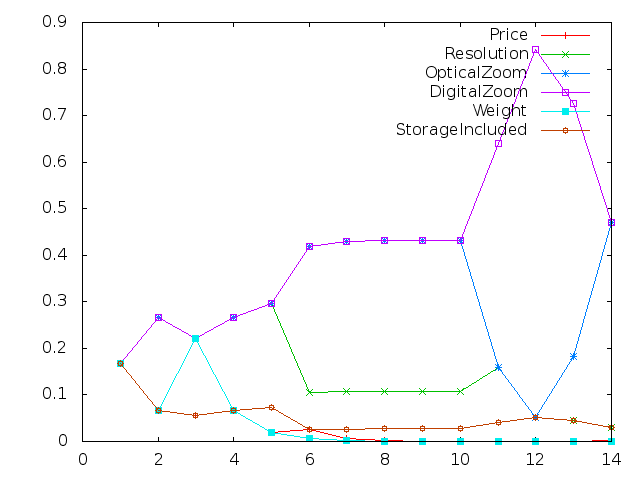 0.9
0.8
0.7
0.6
0.5
0.4
0.3
0.2
0.1
0
0 2 4 6 8 10 12 14
Price
Resolution
OpticalZoom
DigitalZoom
Weight
StorageIncluded